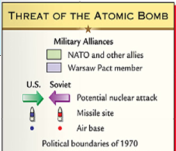 THREAT OF THE ATOMIC BOMB
Military Alliances
NATO and other allies
Warsaw Pact member
U.S. Soviet
Potential nuclear attack
Missile site
Air base
Political boundaries of 1970